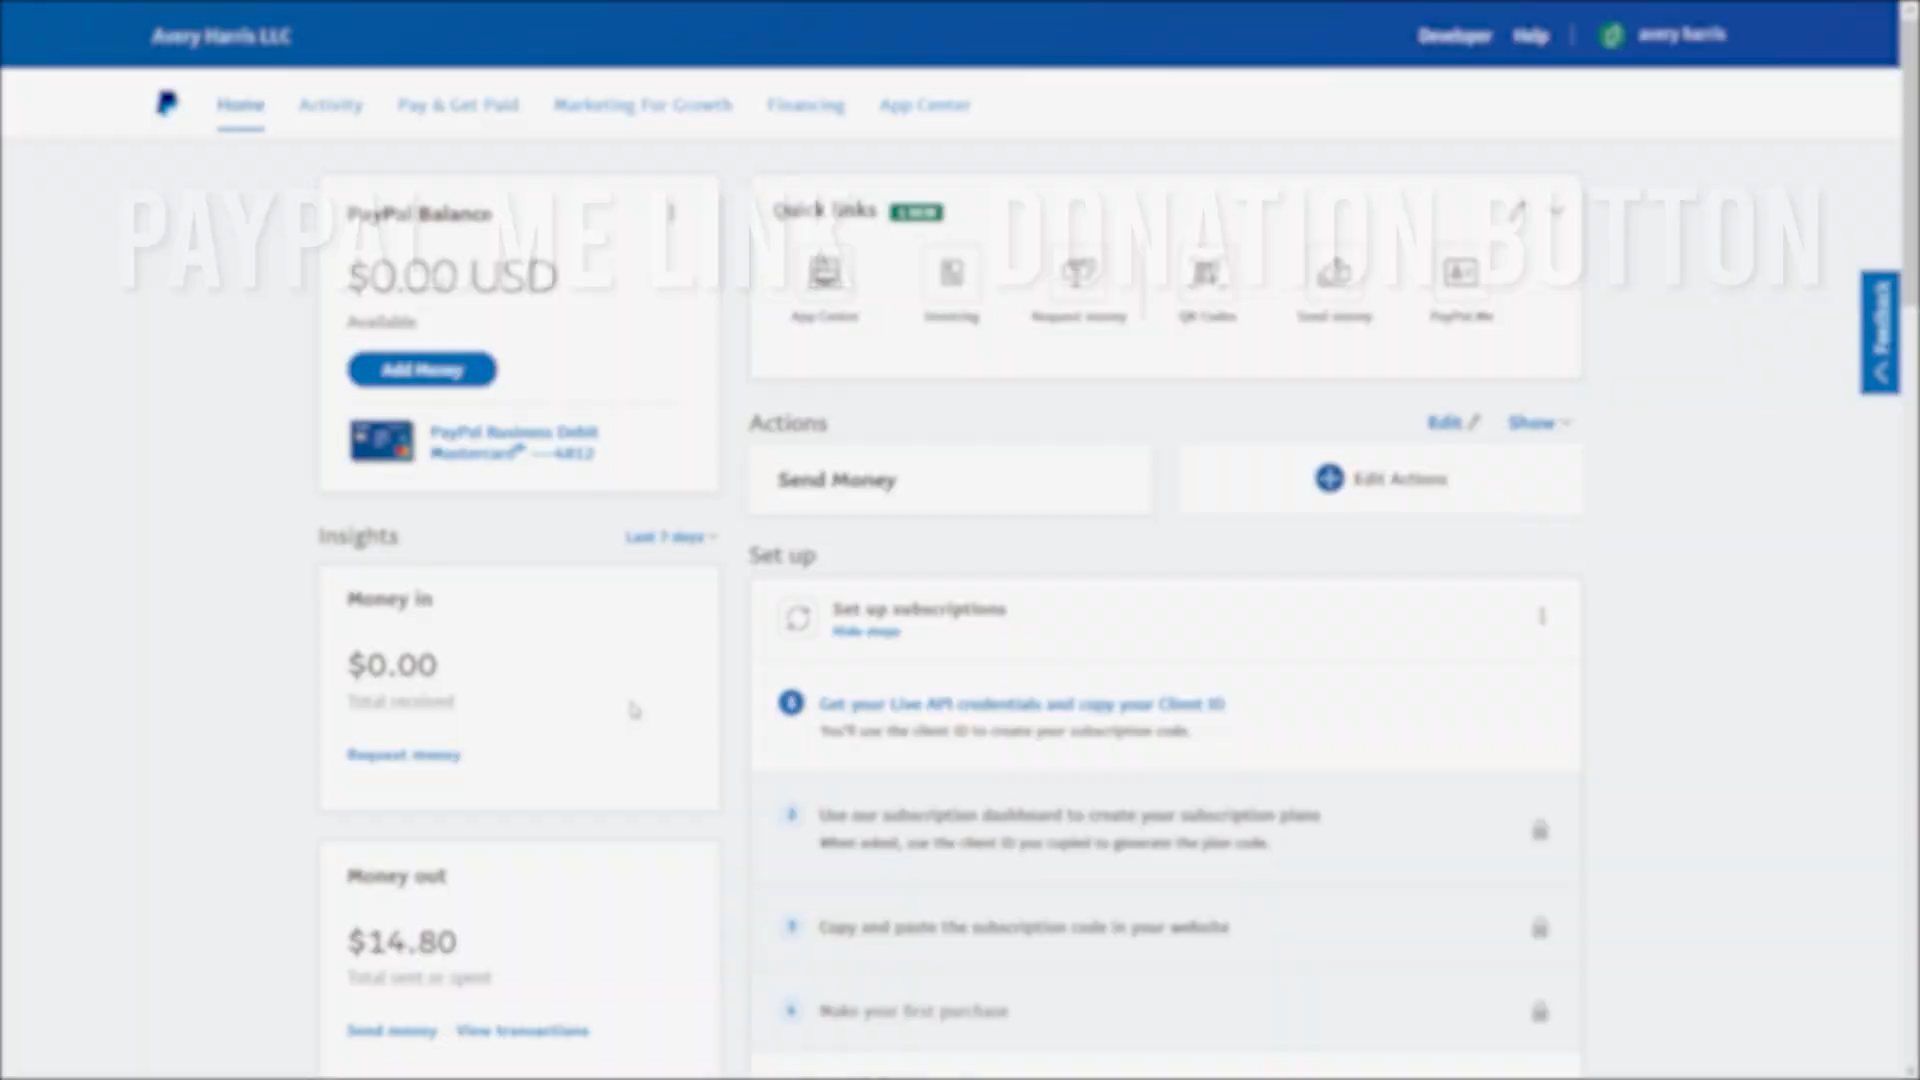 Avery Harris LLC
Developer Help avery harris
Home Activity Pay & Get Paid Marketing For Growth Financing App Center
PAYPAL ME LINK - DONATION BUTTON
PayPal Balance
$0.00 USD
Available
Add Money
PayPal Business Debit
Mastercard® ····4812
Quick links
App Center Invoicing Request money QR Codes Send money PayPal.Me
Feedback
Actions
Edit Show
Send Money
Edit Actions
Insights
Last 7 days
Money in
$0.00
Total received
Request money
Money out
$14.80
Total sent or spent
Send money View transactions
Set up
Set up subscriptions
Hide steps
Get your Live API credentials and copy your Client ID
You'll use the client ID to create your subscription code.
2 Use our subscription dashboard to create your subscription plans
When asked, use the client ID you copied to generate the plan code.
3 Copy and paste the subscription code in your website
4 Make your first purchase